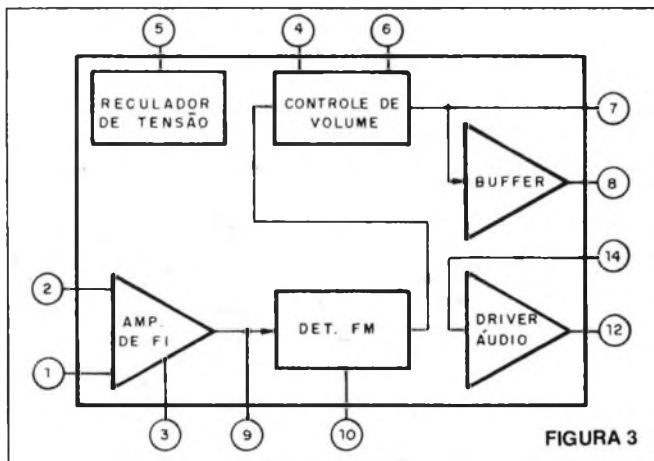 5
4
6
RECULADOR
DE TENSÃO
CONTROLE DE
VOLUME
7
BUFFER
8
14
2
AMP.
DE FI
DET. FM
DRIVER
ÁUDIO
12
1
3
9
10
FIGURA 3